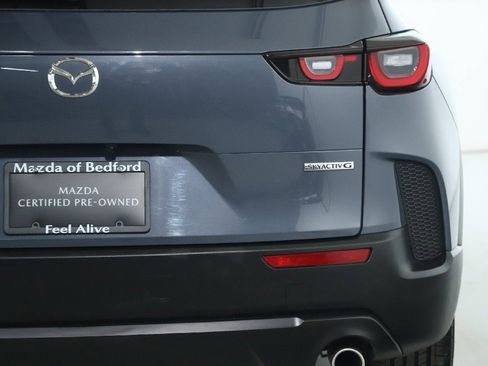 SKYACTIV G
Mazda of Bedford
MAZDA
CERTIFIED PRE-OWNED
Feel Alive